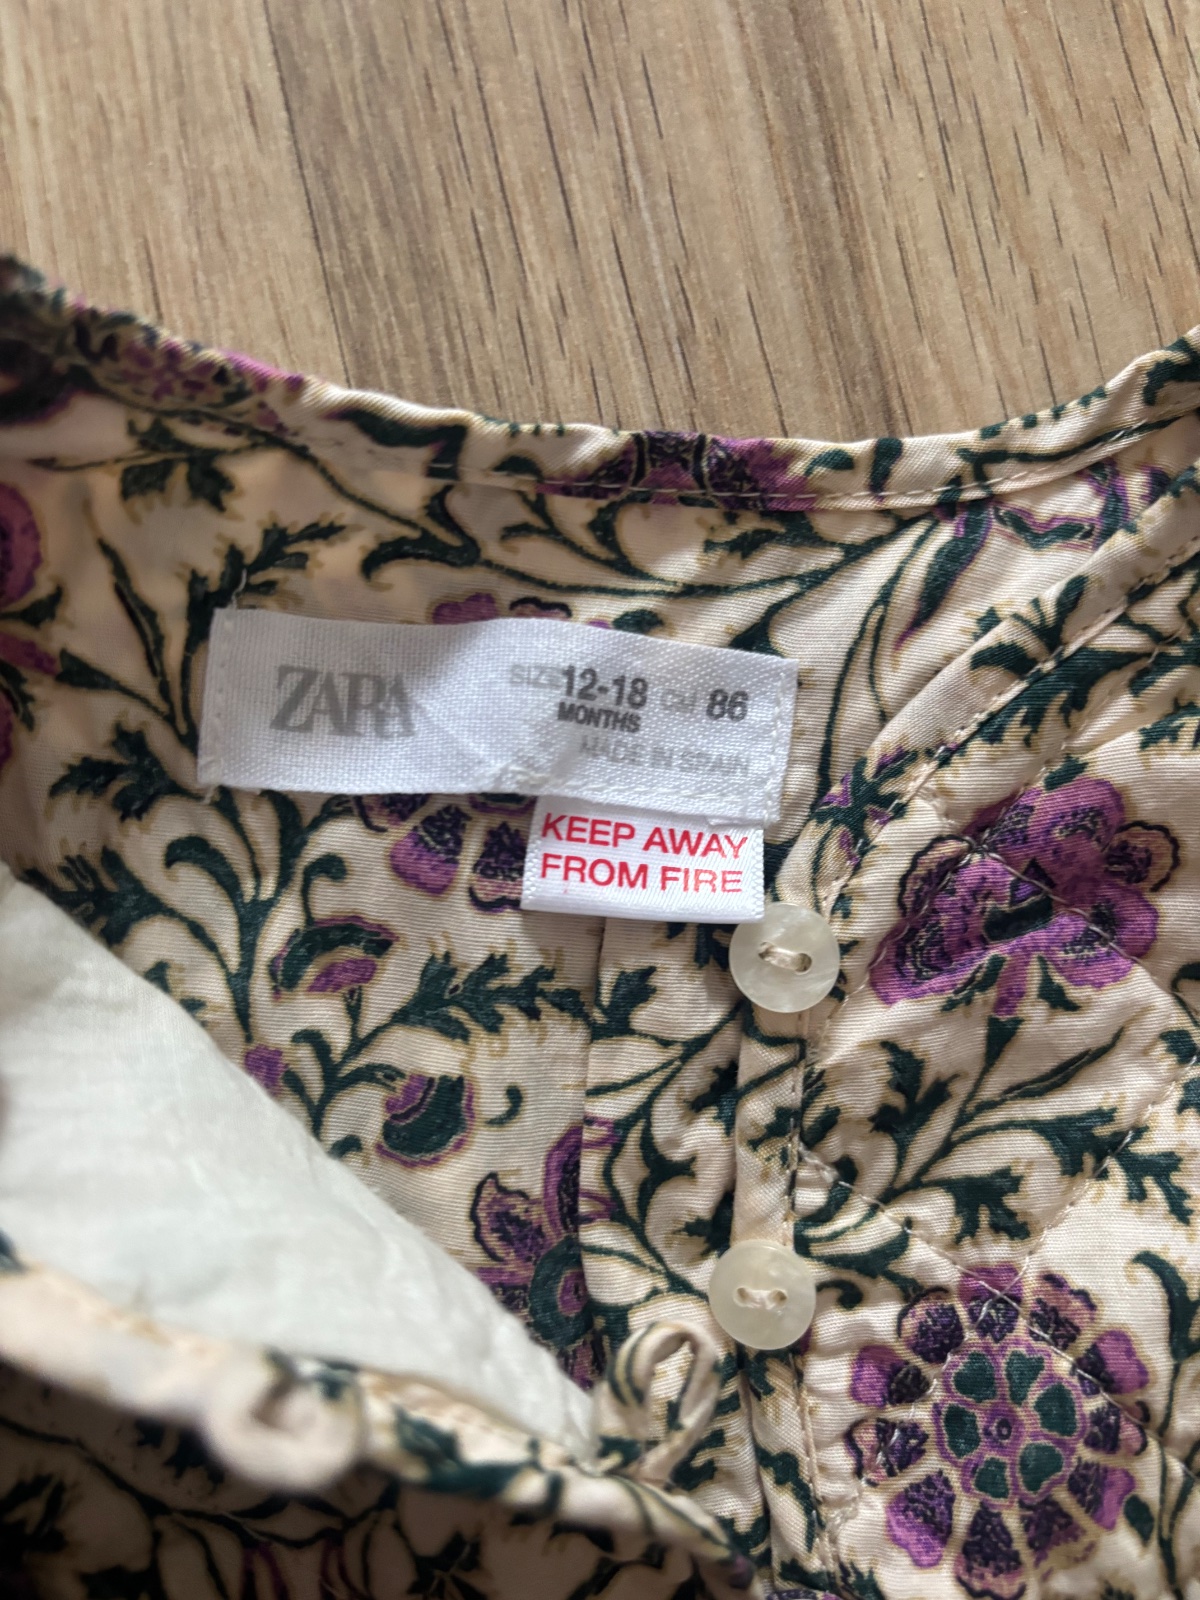 ZARA
SIZE 12-18 CM 86
MONTHS
MADE IN SPAIN
KEEP AWAY
FROM FIRE